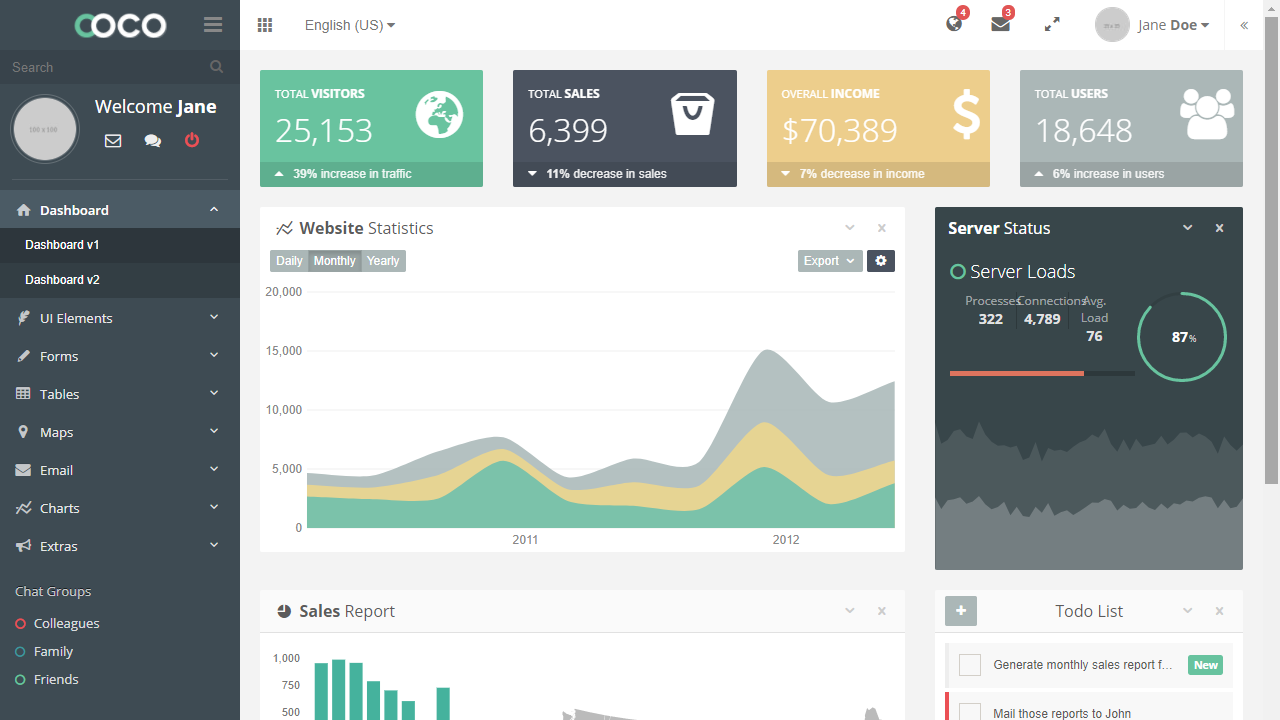 COCO
English (US)
4
3
Jane Doe
Search
Welcome Jane
100 x 100
Dashboard
Dashboard v1
Dashboard v2
UI Elements
Forms
Tables
Maps
Email
Charts
Extras
Chat Groups
Colleagues
Family
Friends
TOTAL VISITORS
25,153
39% increase in traffic
TOTAL SALES
6,399
11% decrease in sales
OVERALL INCOME
$70,389
7% decrease in income
TOTAL USERS
18,648
6% increase in users
Website Statistics
Daily Monthly Yearly
Export
20,000
15,000
10,000
5,000
0
2011 2012
Server Status
Server Loads
Processes Connections Avg. Load
322 4,789 76
87%
Sales Report
1,000
750
500
Todo List
Generate monthly sales report f...
New
Mail those reports to John